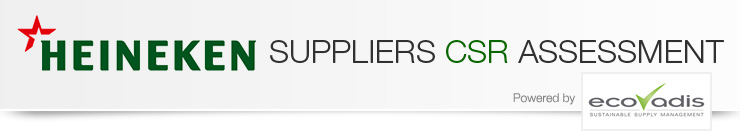 HEINEKEN SUPPLIERS CSR ASSESSMENT
Powered by ecoVadis
SUSTAINABLE SUPPLY MANAGEMENT